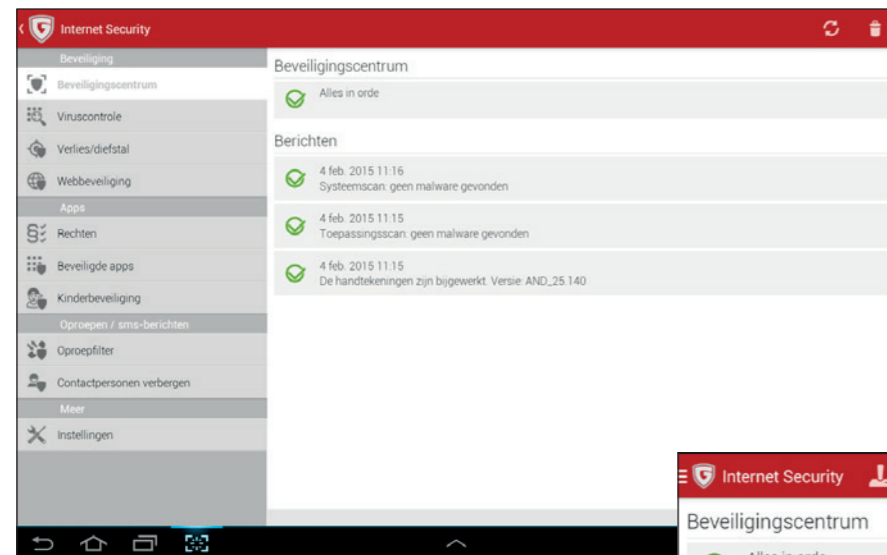 Internet Security
Beveiliging
Beveiligingscentrum
Viruscontrole
Verlies/diefstal
Webbeveiliging
Apps
Rechten
Beveiligde apps
Kinderbeveiliging
Oproepen / sms-berichten
Oproepfilter
Contactpersonen verbergen
Meer
Instellingen
Beveiligingscentrum
Alles in orde
Berichten
4 feb. 2015 11:16
Systeemscan: geen malware gevonden
4 feb. 2015 11:15
Toepassingsscan: geen malware gevonden
4 feb. 2015 11:15
De handtekeningen zijn bijgewerkt. Versie: AND_25.140
Internet Security
Beveiligingscentrum
Alles in orde